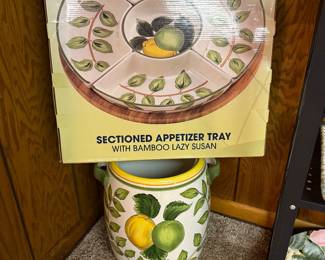 SECTIONED APPETIZER TRAY
WITH BAMBOO LAZY SUSAN